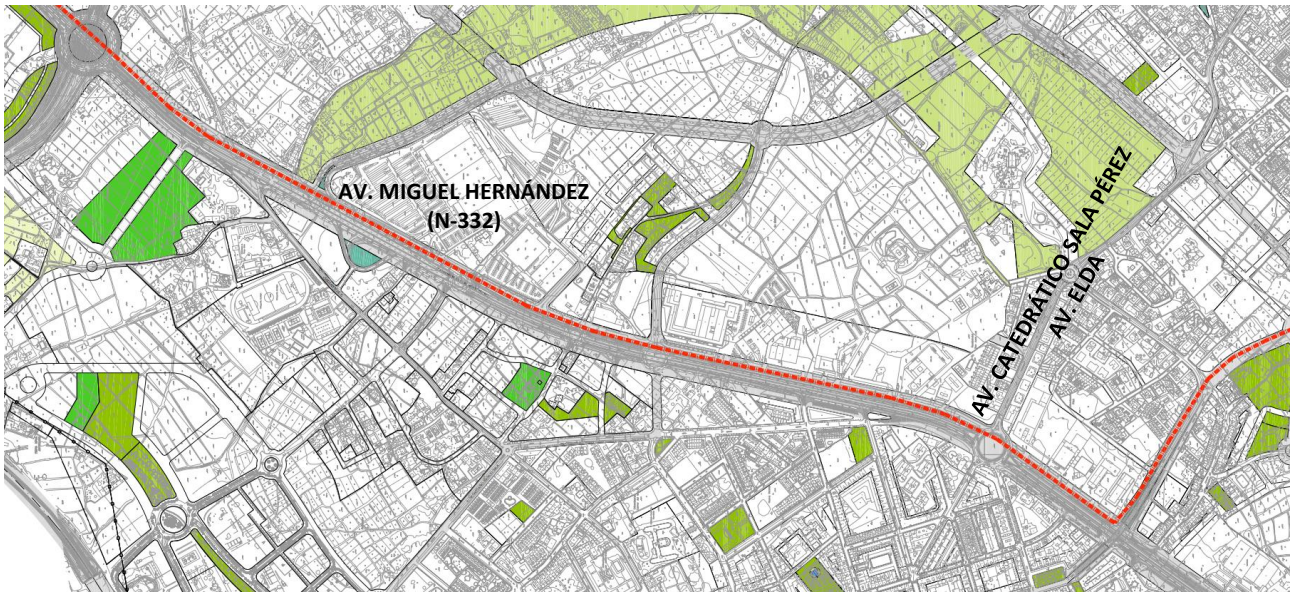 AV. MIGUEL HERNÁNDEZ
(N-332)
AV. CATEDRÁTICO SALA PÉREZ
AV. ELDA